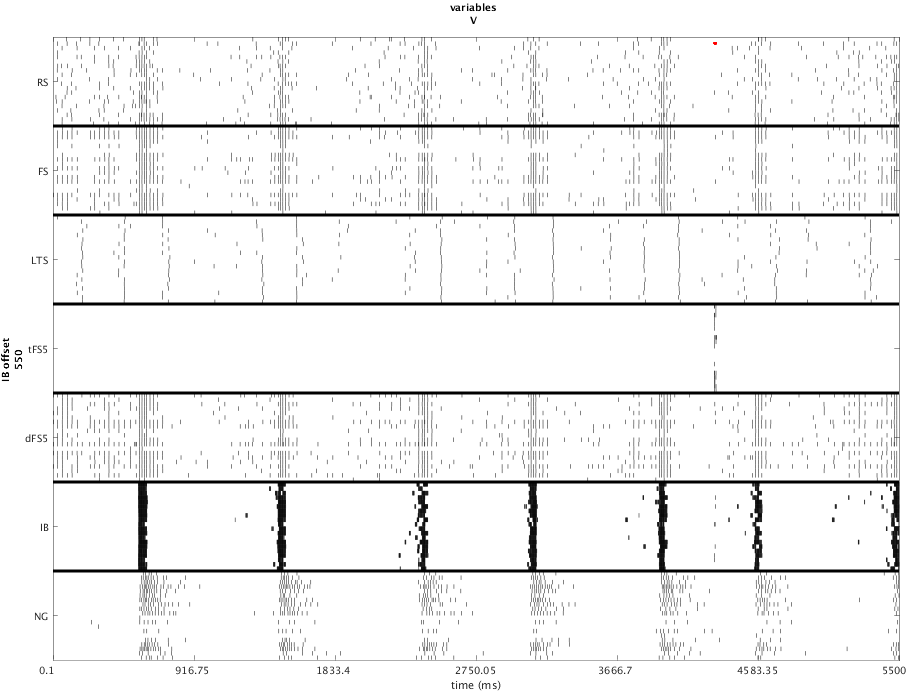 variables
V
RS
FS
LTS
IB offset
550
tFS5
dFS5
IB
NG
0.1
916.75
1833.4
2750.05
3666.7
4583.35
5500
time (ms)